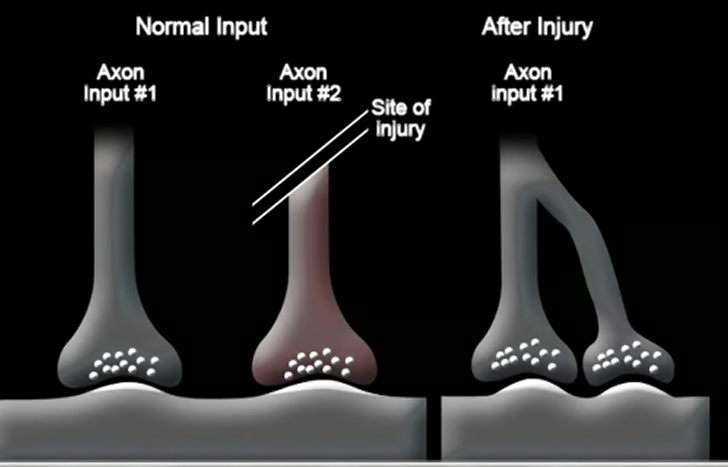 Normal Input
After Injury
Axon
Input #1
Axon
Input #2
Axon
Input #1
Site of
Injury